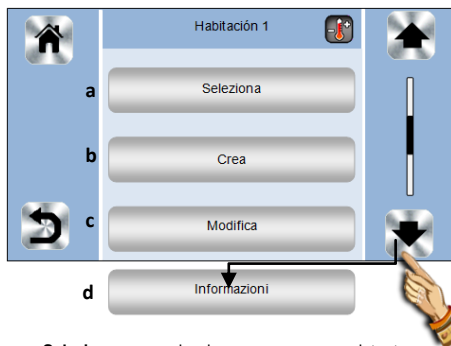 Habitación 1
a Seleziona
b Crea
c Modifica
d Informazioni